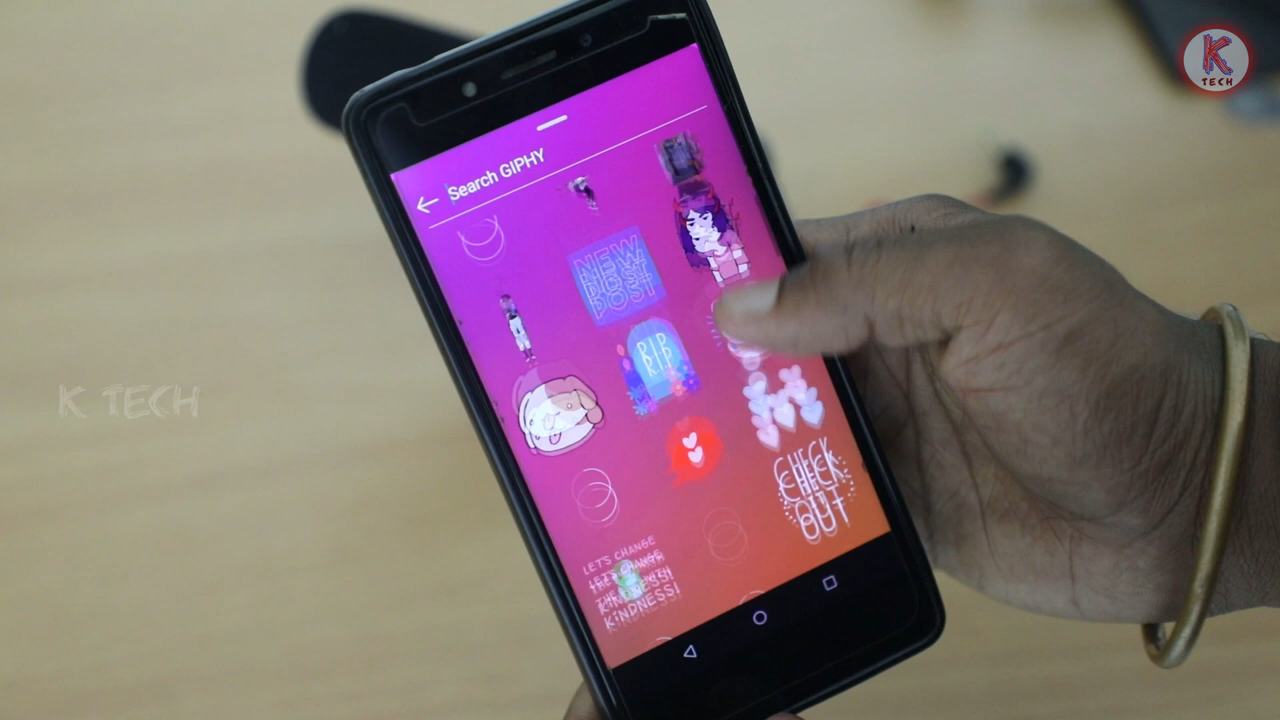 K
TECH
Search GIPHY
NEW
POST
RIP
CHECK
OUT
K TECH
LET'S CHANGE
KINDNESS!